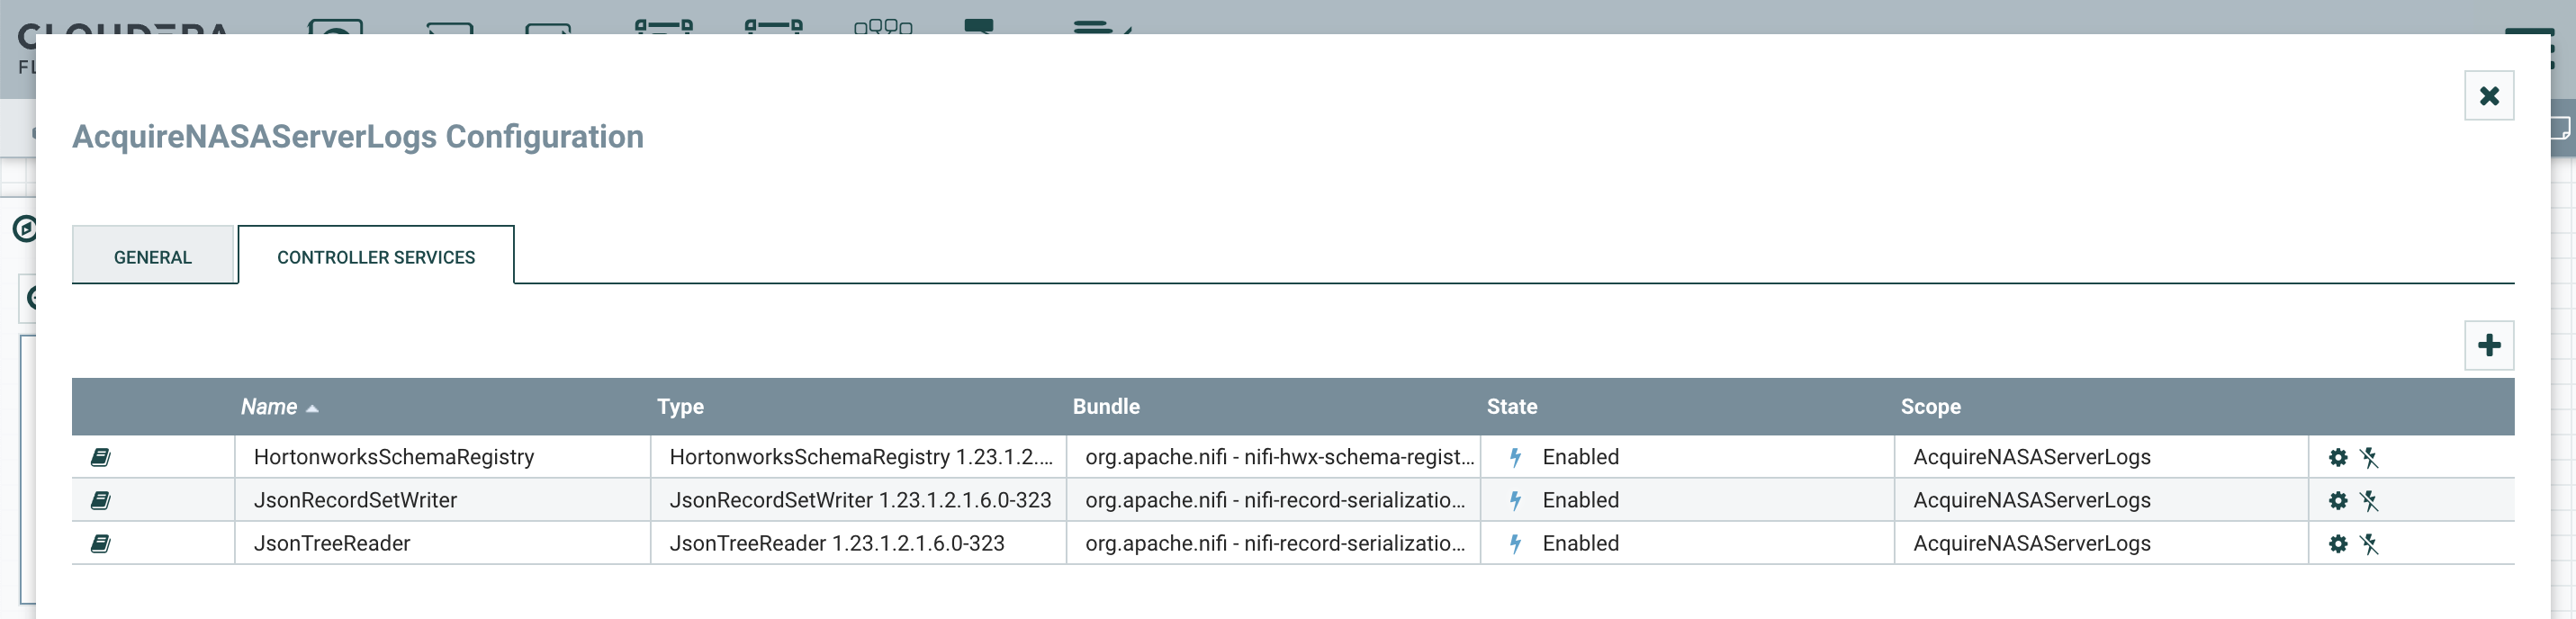 CLOUDERA
AcquireNASAServerLogs Configuration
GENERAL CONTROLLER SERVICES
Name Type Bundle State Scope
HortonworksSchemaRegistry HortonworksSchemaRegistry 1.23.1.2.... org.apache.nifi - nifi-hwx-schema-regist... Enabled AcquireNASAServerLogs
JsonRecordSetWriter JsonRecordSetWriter 1.23.1.2.1.6.0-323 org.apache.nifi - nifi-record-serializatio... Enabled AcquireNASAServerLogs
JsonTreeReader JsonTreeReader 1.23.1.2.1.6.0-323 org.apache.nifi - nifi-record-serializatio... Enabled AcquireNASAServerLogs